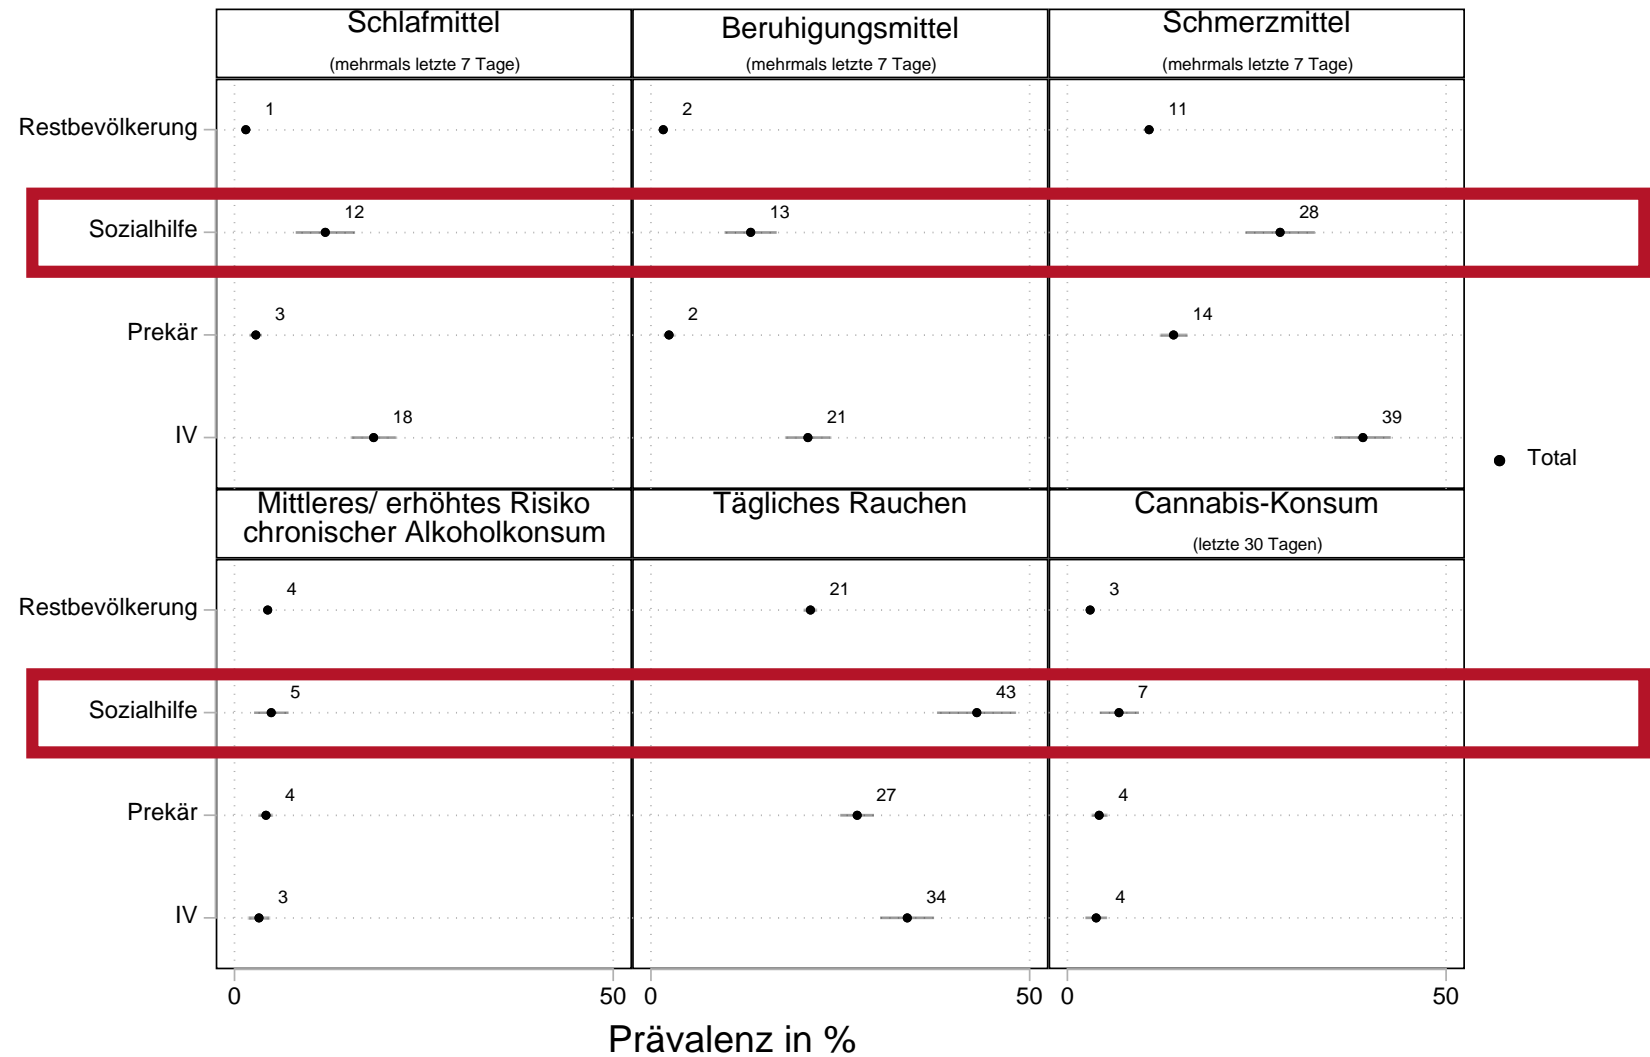 Schlafmittel
(mehrmals letzte 7 Tage)
Beruhigungsmittel
(mehrmals letzte 7 Tage)
Schmerzmittel
(mehrmals letzte 7 Tage)
Restbevölkerung
1
2
11
Sozialhilfe
12
13
28
Prekär
3
2
14
IV
18
21
39
Total
Mittleres/ erhöhtes Risiko
chronischer Alkoholkonsum
Tägliches Rauchen
Cannabis-Konsum
(letzte 30 Tagen)
Restbevölkerung
4
21
3
Sozialhilfe
5
43
7
Prekär
4
27
4
IV
3
34
4
0
50
0
50
0
50
Prävalenz in %